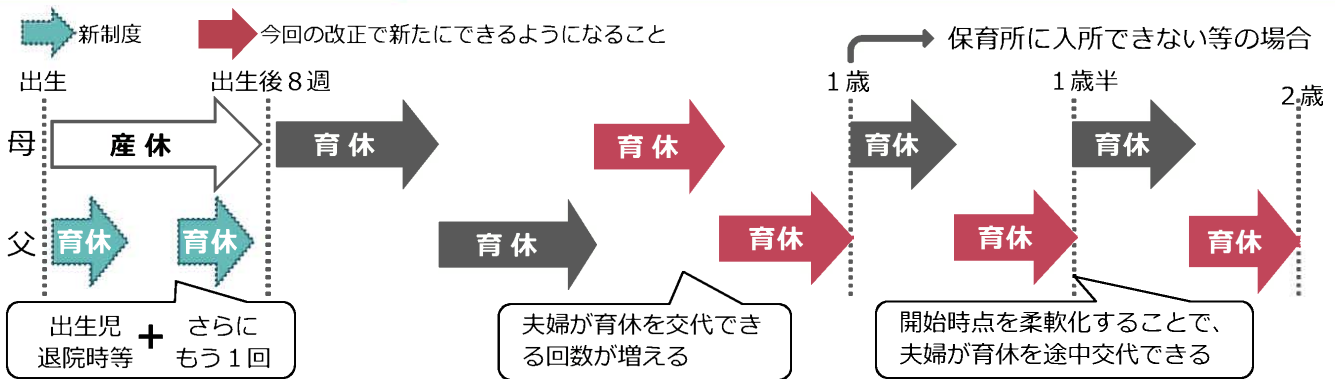 新制度
今回の改正で新たにできるようになること
保育所に入所できない等の場合
出生
出生後８週
１歳
１歳半
２歳
母
産休
育休
育休
育休
育休
父
育休
育休
育休
育休
育休
育休
出生児
退院時等
＋
さらに
もう１回
夫婦が育休を交代でき
る回数が増える
開始時点を柔軟化することで、
夫婦が育休を途中交代できる